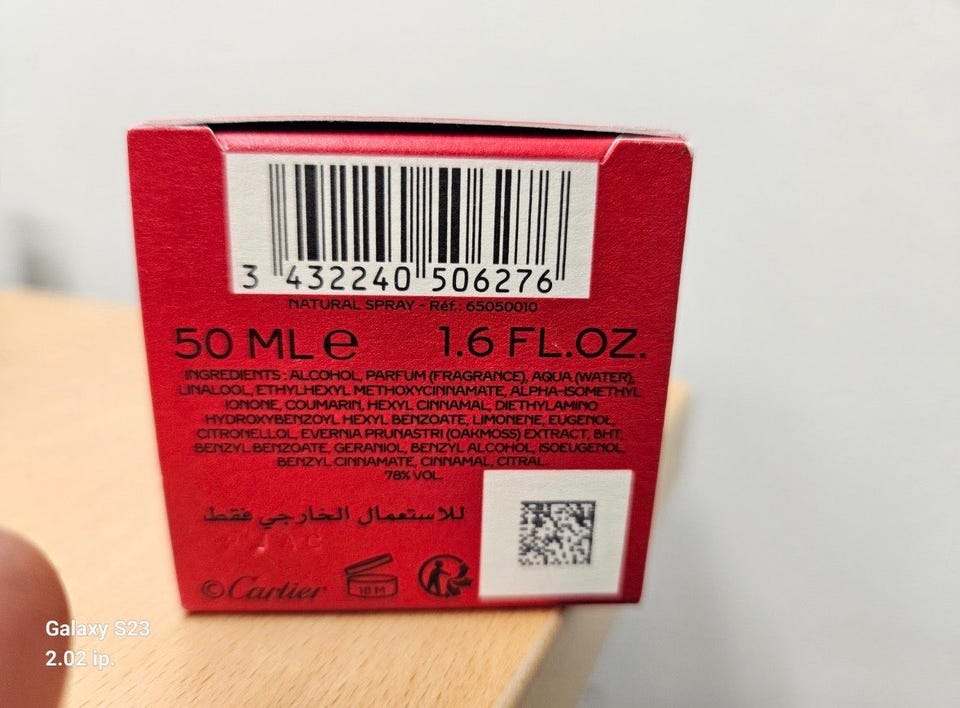 3 432240 506276
NATURAL SPRAY - Réf.: 65050010
50 ML e 1.6 FL.OZ.
INGREDIENTS : ALCOHOL, PARFUM (FRAGRANCE), AQUA (WATER),
LINALOOL, ETHYLHEXYL METHOXYCINNAMATE, ALPHA-ISOMETHYL
IONONE, COUMARIN, HEXYL CINNAMAL, DIETHYLAMINO
HYDROXYBENZOYL HEXYL BENZOATE, LIMONENE, EUGENOL,
CITRONELLOL, EVERNIA PRUNASTRI (OAKMOSS) EXTRACT, BHT,
BENZYL BENZOATE, GERANIOL, BENZYL ALCOHOL, ISOEUGENOL,
BENZYL CINNAMATE, CINNAMAL, CITRAL.
78% VOL.
للاستعمال الخارجي فقط
© Cartier
18 M
Galaxy S23
2.02 ip.